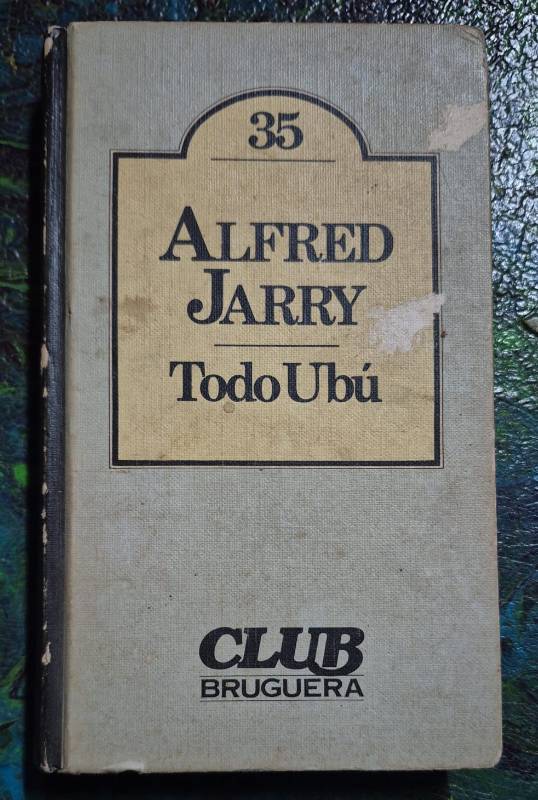 35
ALFRED
JARRY
Todo Ubú
CLUB
BRUGUERA